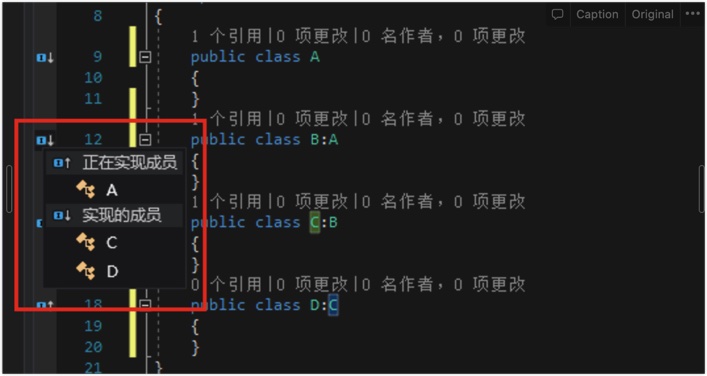 Caption Original
8 {
1 个引用|0 项更改|0 名作者, 0 项更改
9 public class A
10 {
11 }
1 个引用|0 项更改|0 名作者, 0 项更改
12 public class B:A
正在实现成员
{
A
}
1 个引用|0 项更改|0 名作者, 0 项更改
实现的成员
public class C:B
C
{
D
}
0 个引用|0 项更改|0 名作者, 0 项更改
18 public class D:C
19 {
20 }
21 }